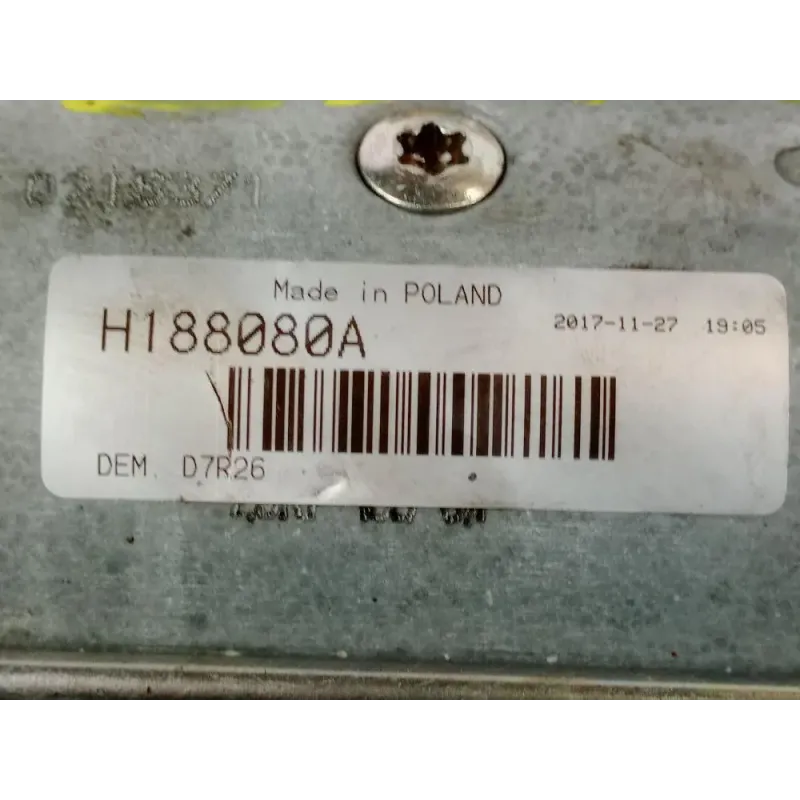 Made in POLAND
H188080A
2017-11-27 19:05
DEM. D7R26